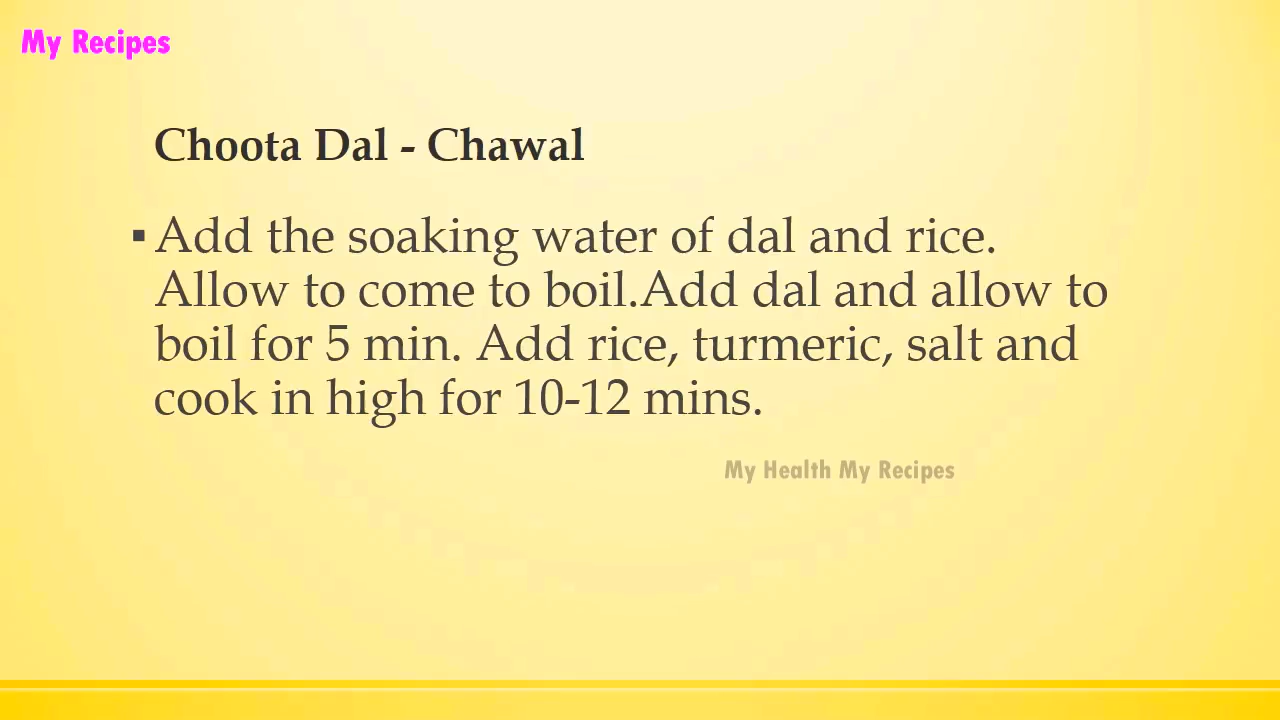 My Recipes
Choota Dal - Chawal
▪ Add the soaking water of dal and rice.
Allow to come to boil.Add dal and allow to
boil for 5 min. Add rice, turmeric, salt and
cook in high for 10-12 mins.
My Health My Recipes